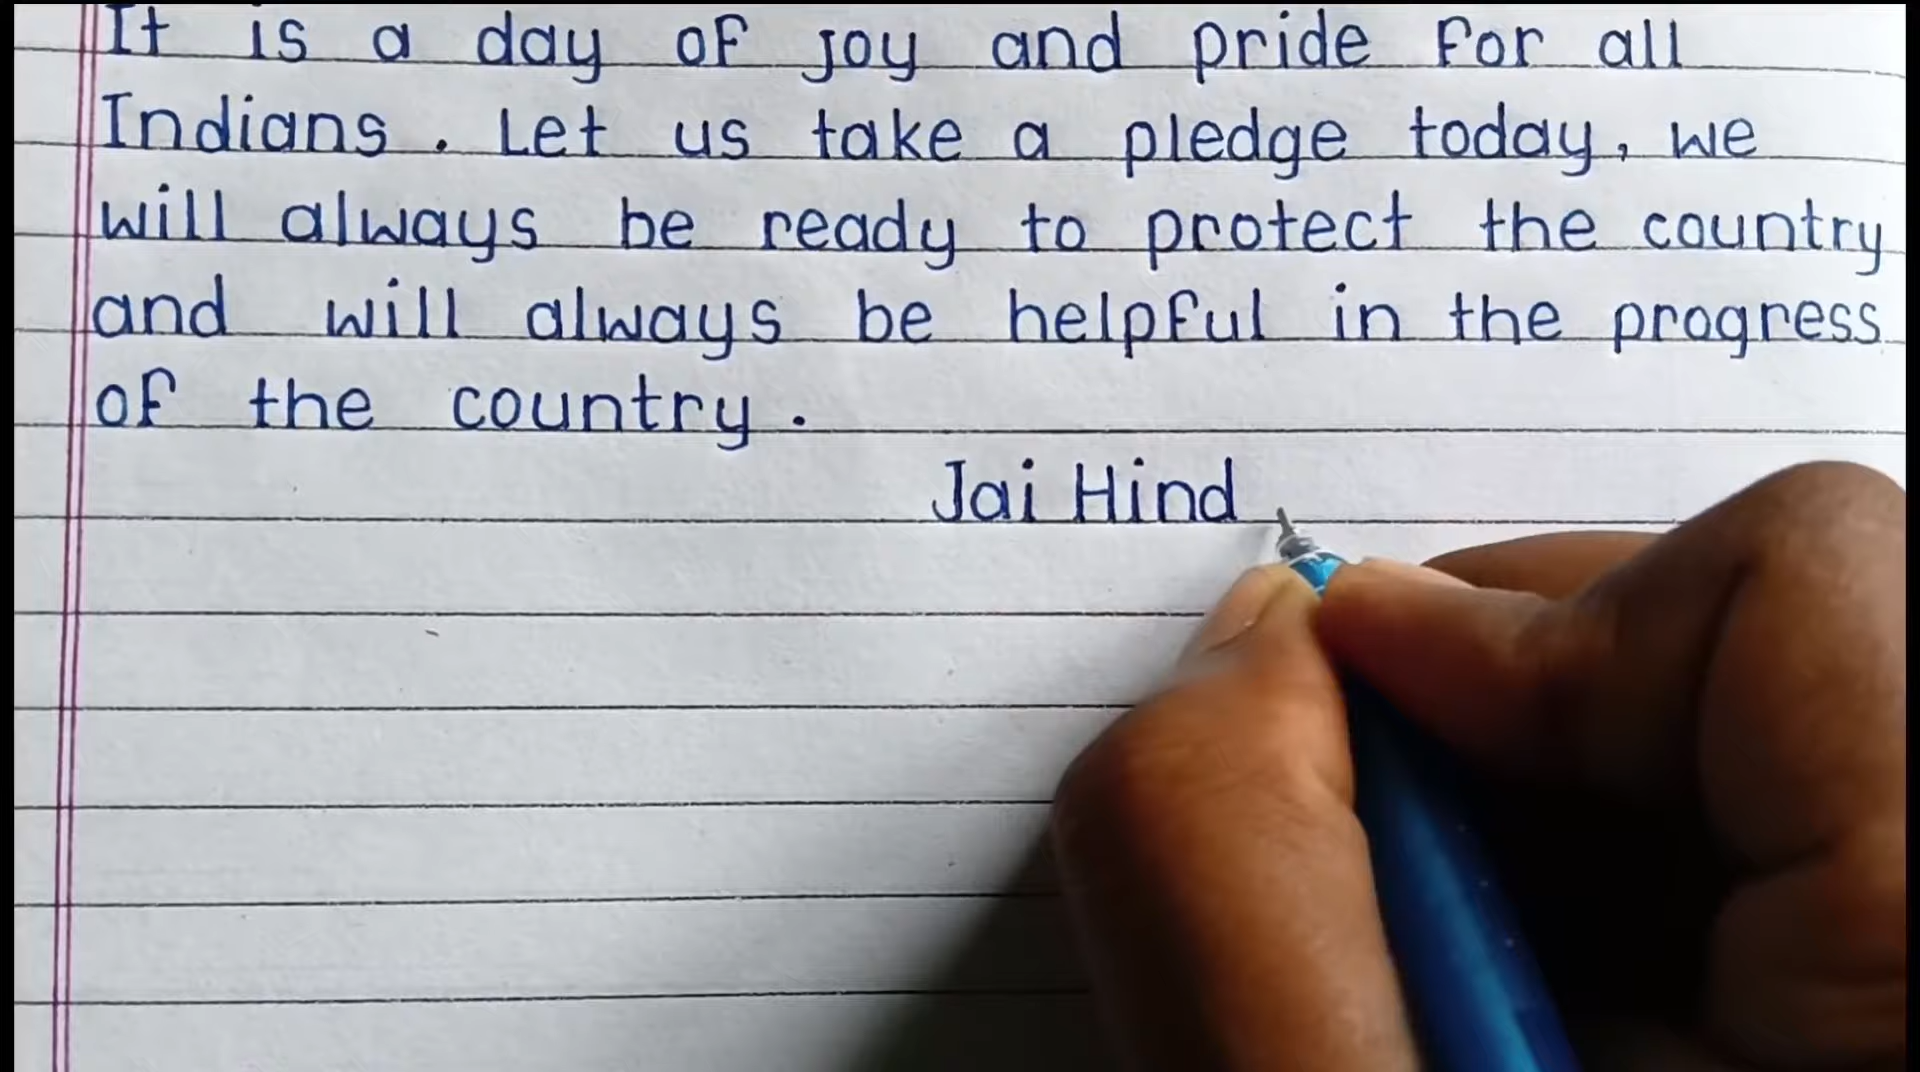 It is a day of joy and pride for all
Indians. Let us take a pledge today, we
will always be ready to protect the country
and will always be helpful in the progress
of the country.
Jai Hind